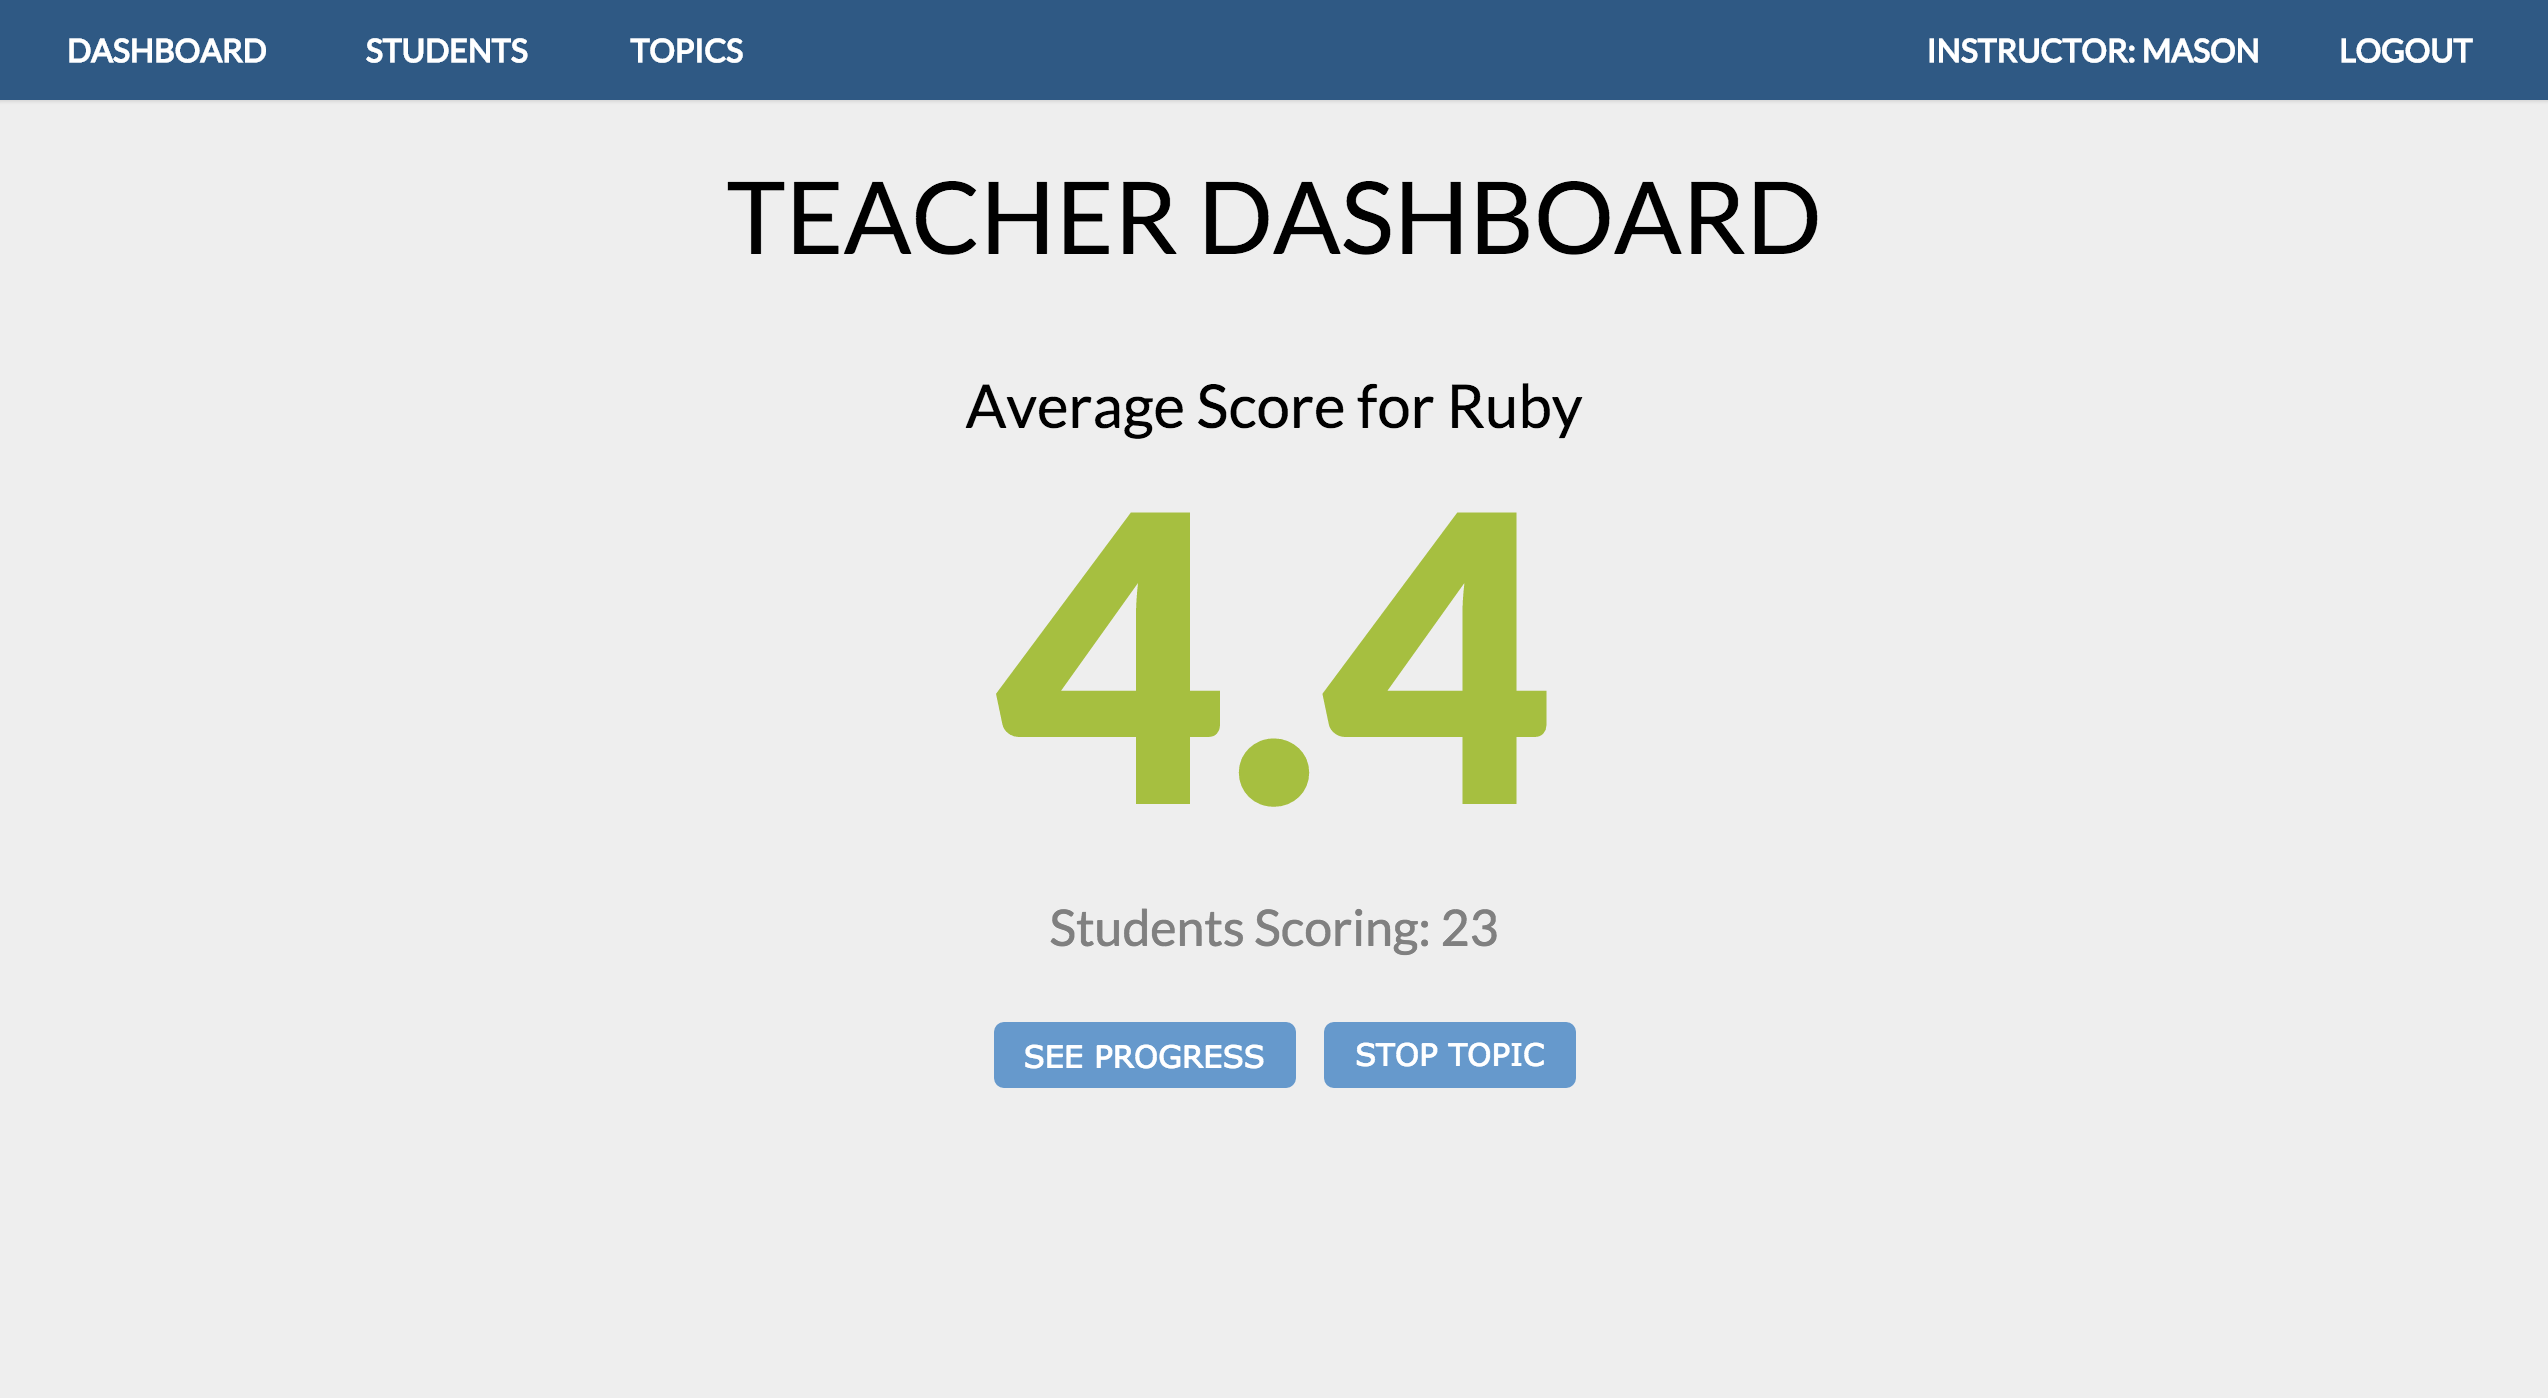 DASHBOARD STUDENTS TOPICS INSTRUCTOR: MASON LOGOUT
TEACHER DASHBOARD
Average Score for Ruby
4.4
Students Scoring: 23
SEE PROGRESS STOP TOPIC